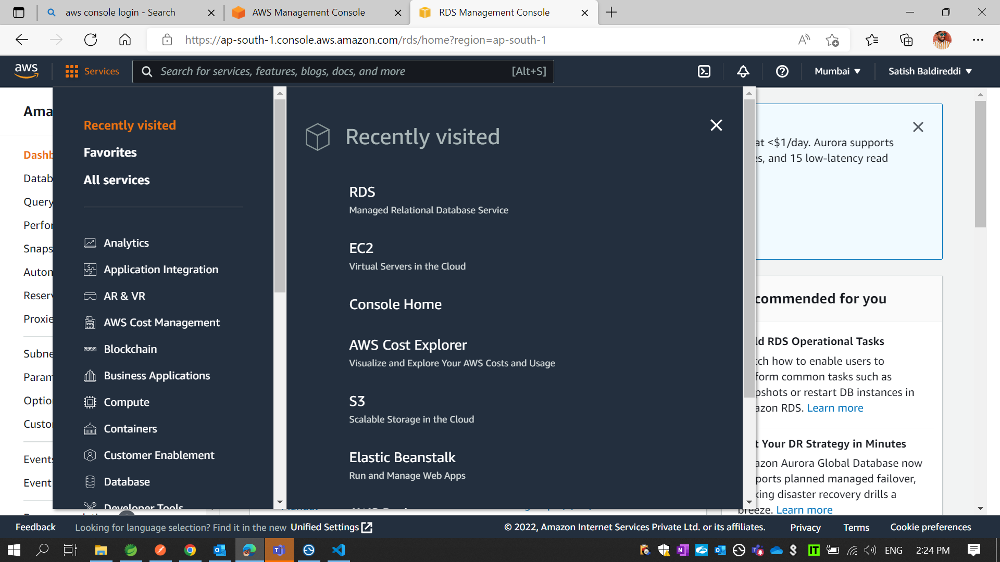 aws console login - Search
AWS Management Console
RDS Management Console
https://ap-south-1.console.aws.amazon.com/rds/home?region=ap-south-1
aws
Services
Search for services, features, blogs, docs, and more
[Alt+S]
Mumbai
Satish Baldireddi
Ama
Dashb
Datab
Query
Perfor
Snaps
Auton
Reserv
Proxie
Subne
Param
Optio
Custo
Events
Event
Recently visited
Favorites
All services
Analytics
Application Integration
AR & VR
AWS Cost Management
Blockchain
Business Applications
Compute
Containers
Customer Enablement
Database
Developer Tools
Recently visited
RDS
Managed Relational Database Service
EC2
Virtual Servers in the Cloud
Console Home
AWS Cost Explorer
Visualize and Explore Your AWS Costs and Usage
S3
Scalable Storage in the Cloud
Elastic Beanstalk
Run and Manage Web Apps
at <$1/day. Aurora supports
es, and 15 low-latency read
commended for you
ld RDS Operational Tasks
tch how to enable users to
form common tasks such as
pshots or restart DB instances in
azon RDS. Learn more
t Your DR Strategy in Minutes
azon Aurora Global Database now
ports planned managed failover,
king disaster recovery drills a
breeze. Learn more
Feedback
Looking for language selection? Find it in the new Unified Settings
© 2022, Amazon Internet Services Private Ltd. or its affiliates.
Privacy
Terms
Cookie preferences
ENG
2:24 PM